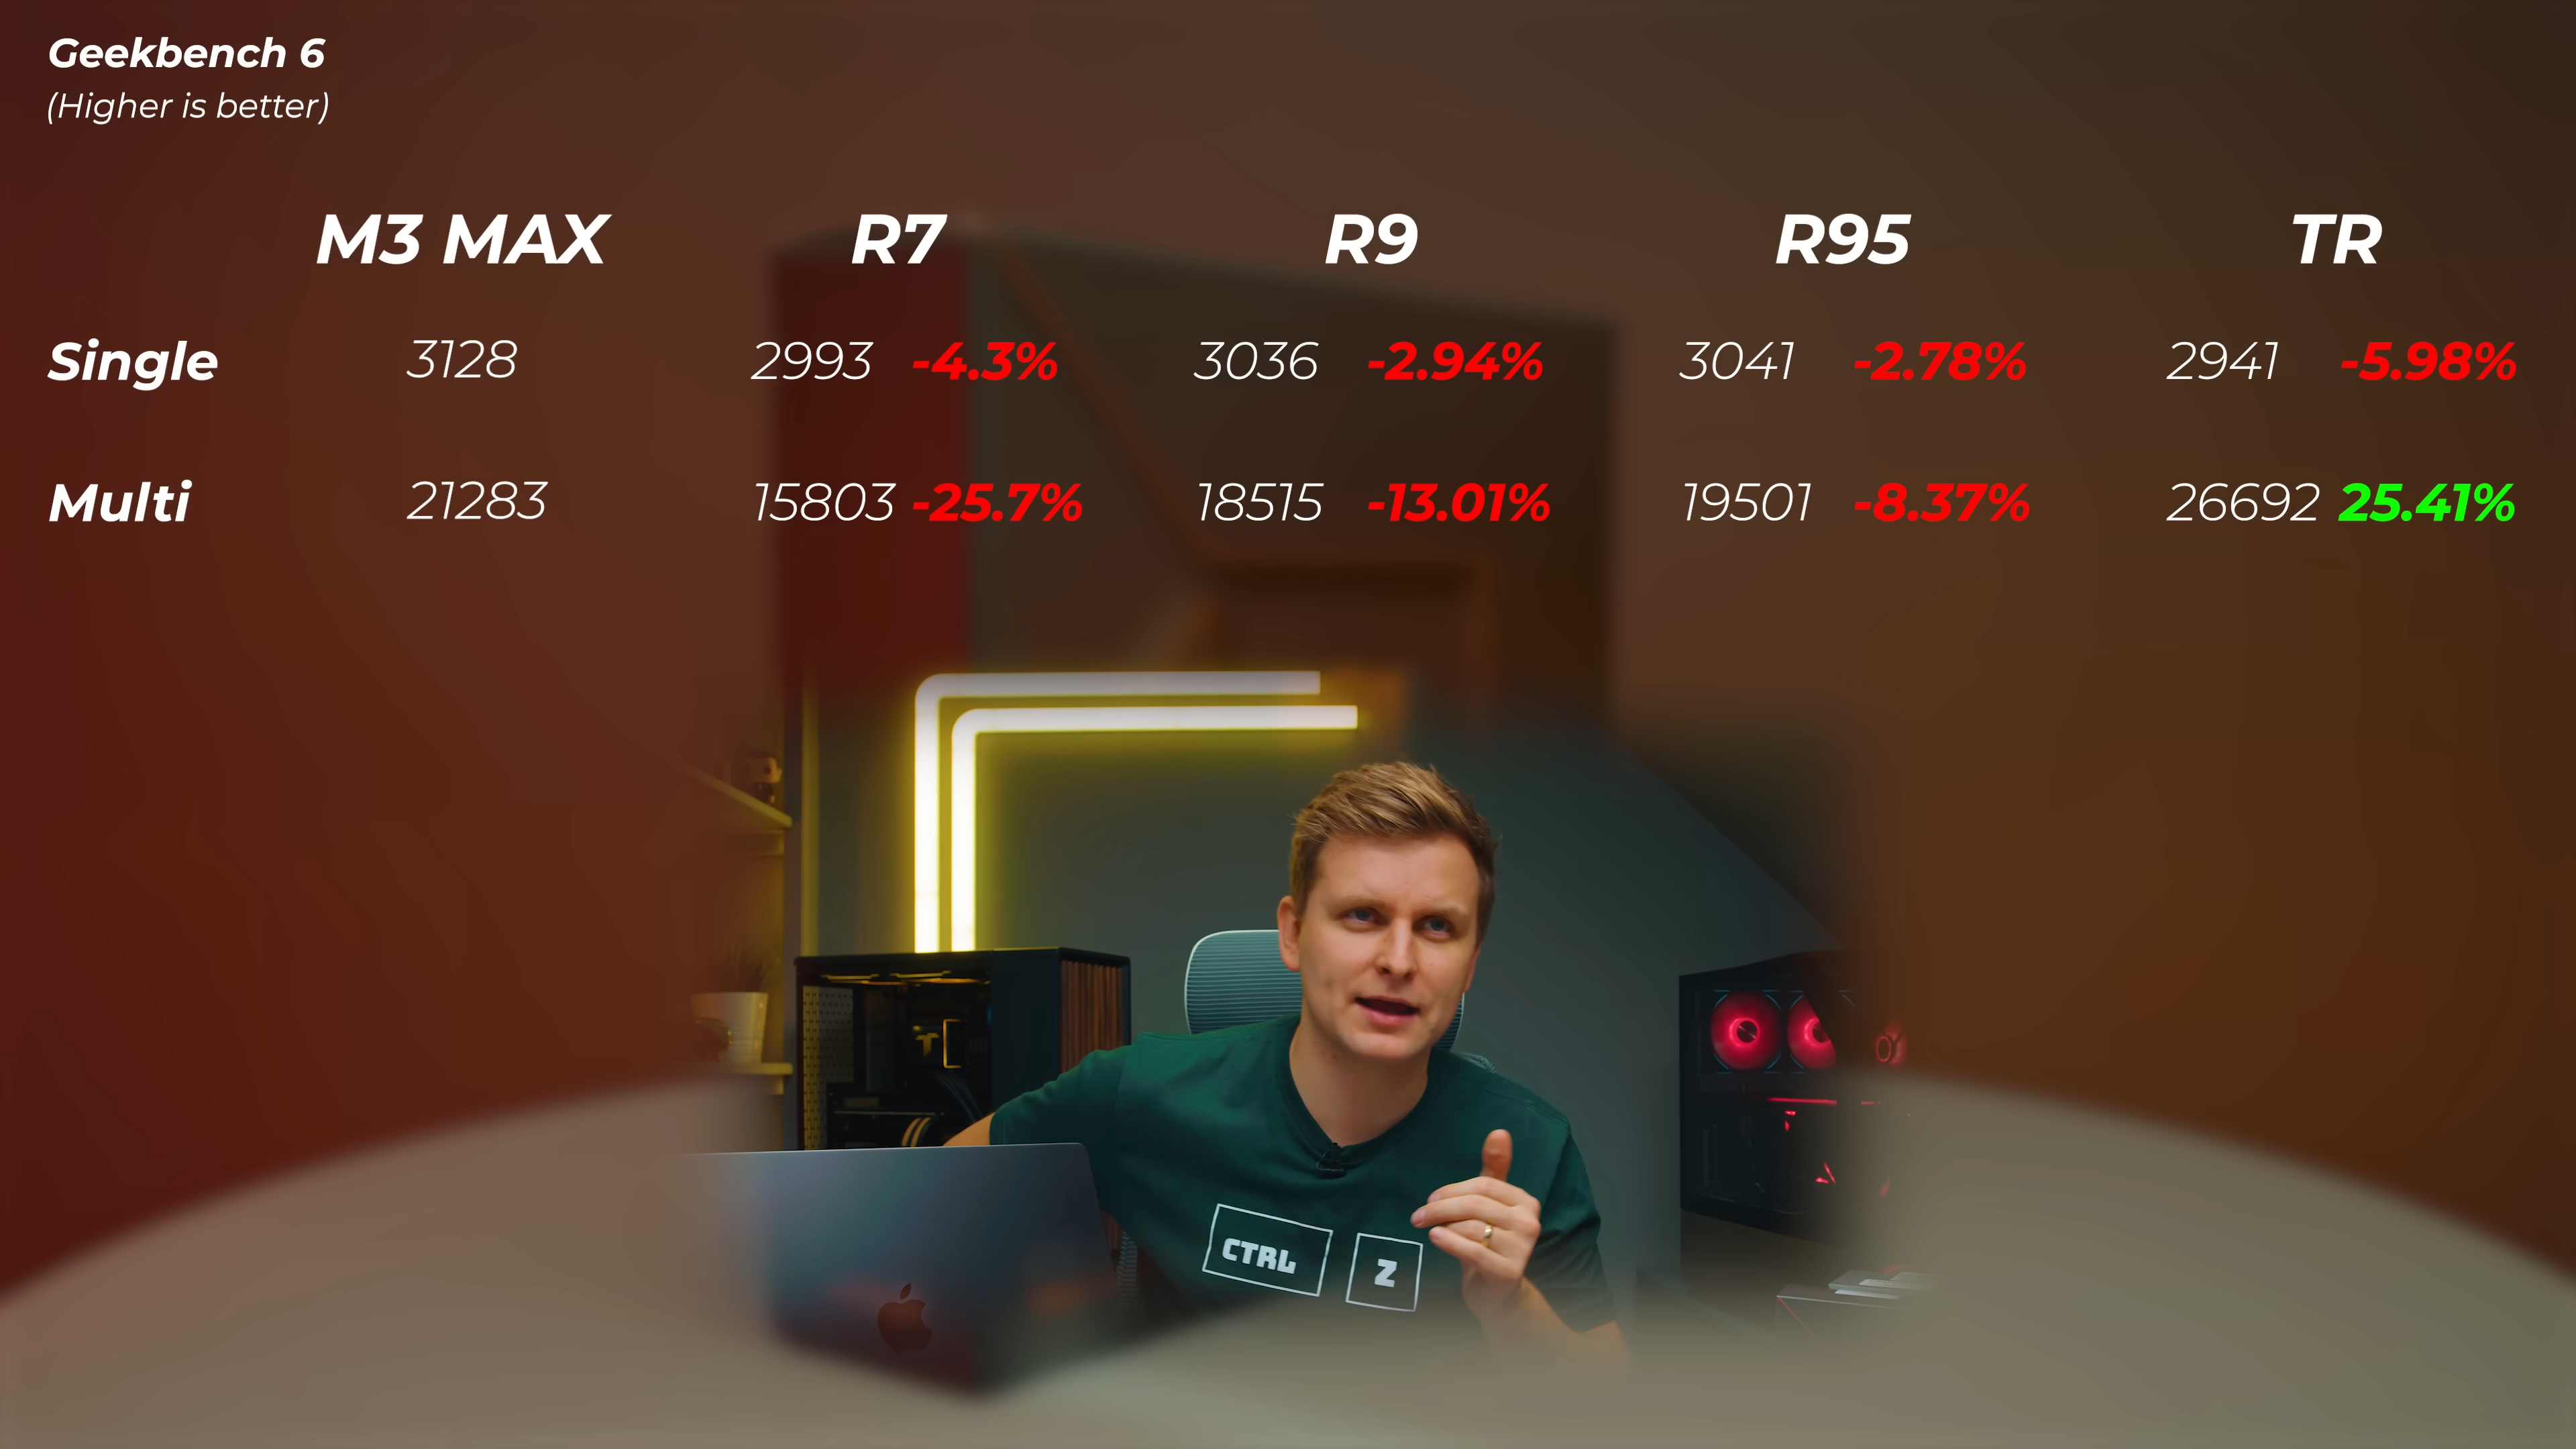 Geekbench 6
(Higher is better)
M3 MAX R7 R9 R95 TR
Single 3128 2993 -4.3% 3036 -2.94% 3041 -2.78% 2941 -5.98%
Multi 21283 15803 -25.7% 18515 -13.01% 19501 -8.37% 26692 25.41%
CTRL Z